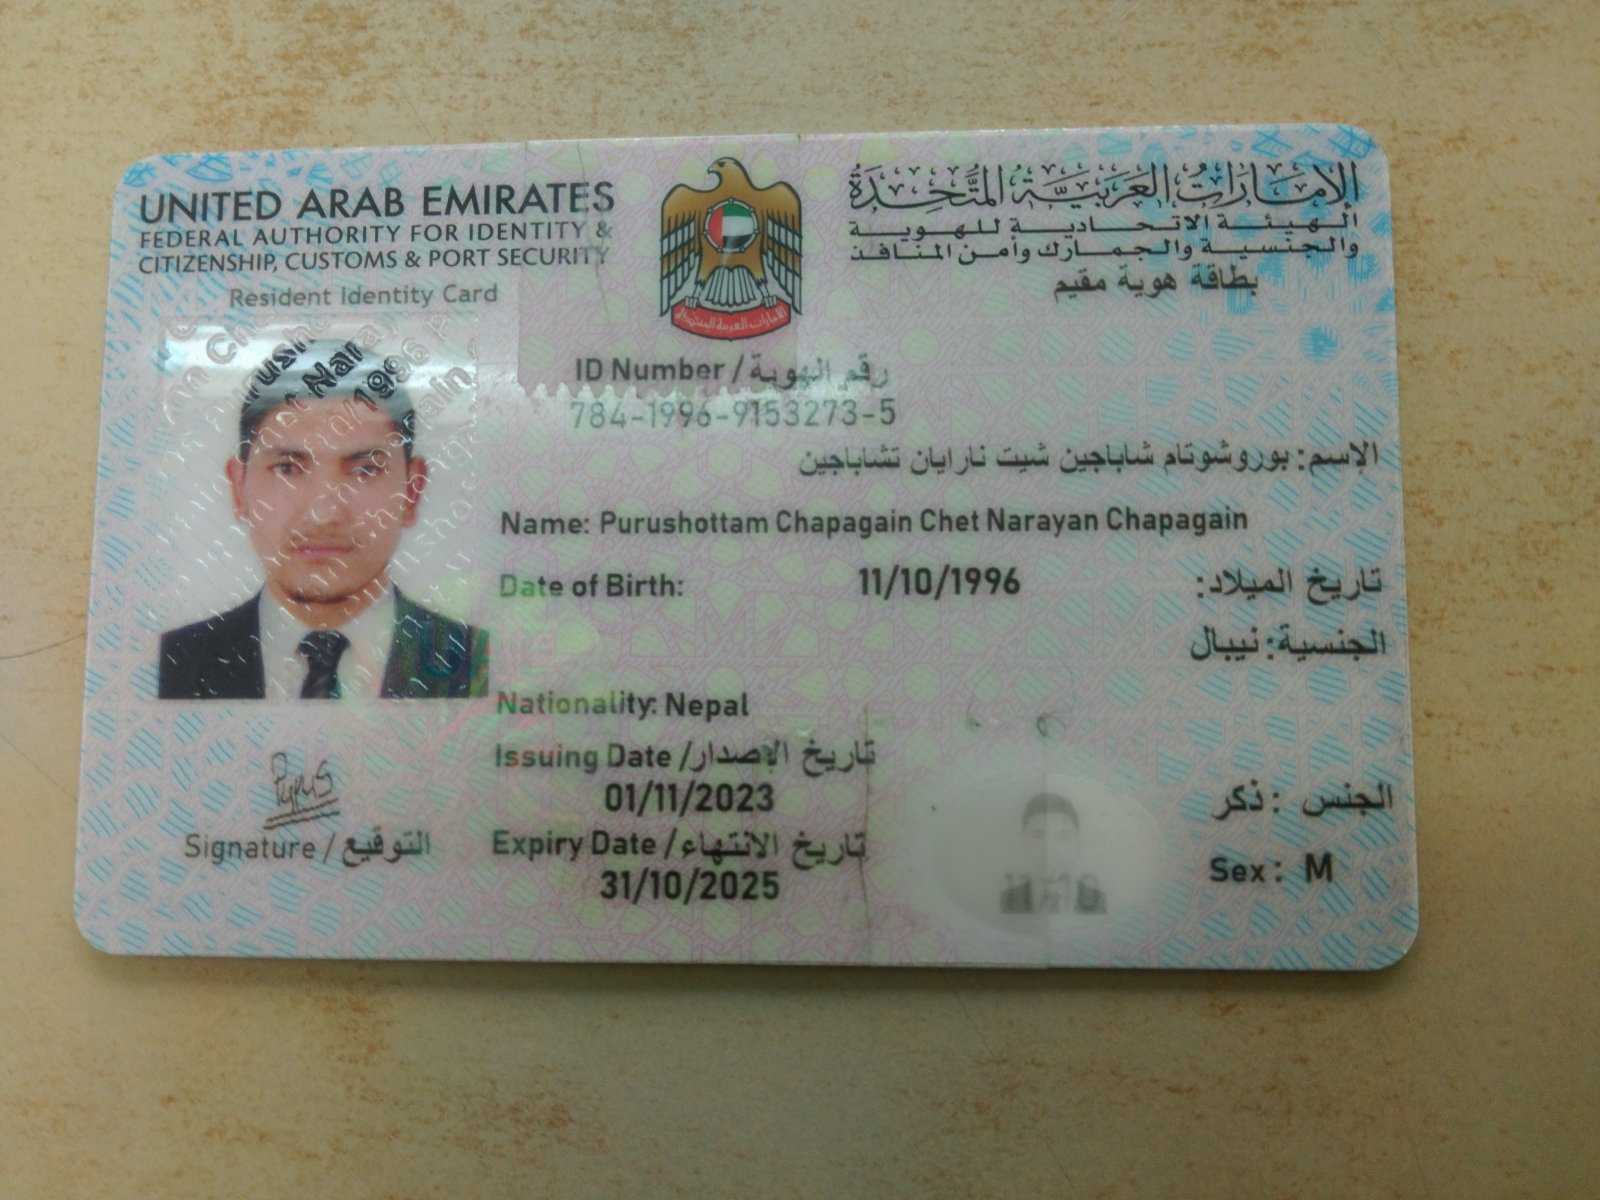 UNITED ARAB EMIRATES
FEDERAL AUTHORITY FOR IDENTITY &
CITIZENSHIP, CUSTOMS & PORT SECURITY
Resident Identity Card
الإمارات العربية المتحدة
الهيئة الاتحادية للهوية
والجنسية والجمارك وأمن المنافذ
بطاقة هوية مقيم
ID Number / رقم الهوية
784-1996-9153273-5
الإسم: بوروشوتام شاباجين شيت نارايان تشاباجين
Name: Purushottam Chapagain Chet Narayan Chapagain
Date of Birth: 11/10/1996 تاريخ الميلاد:
الجنسية: نيبال
Nationality: Nepal
Issuing Date / تاريخ الإصدار
01/11/2023
Expiry Date / تاريخ الانتهاء
31/10/2025
Signature / التوقيع
الجنس : ذكر
Sex : M